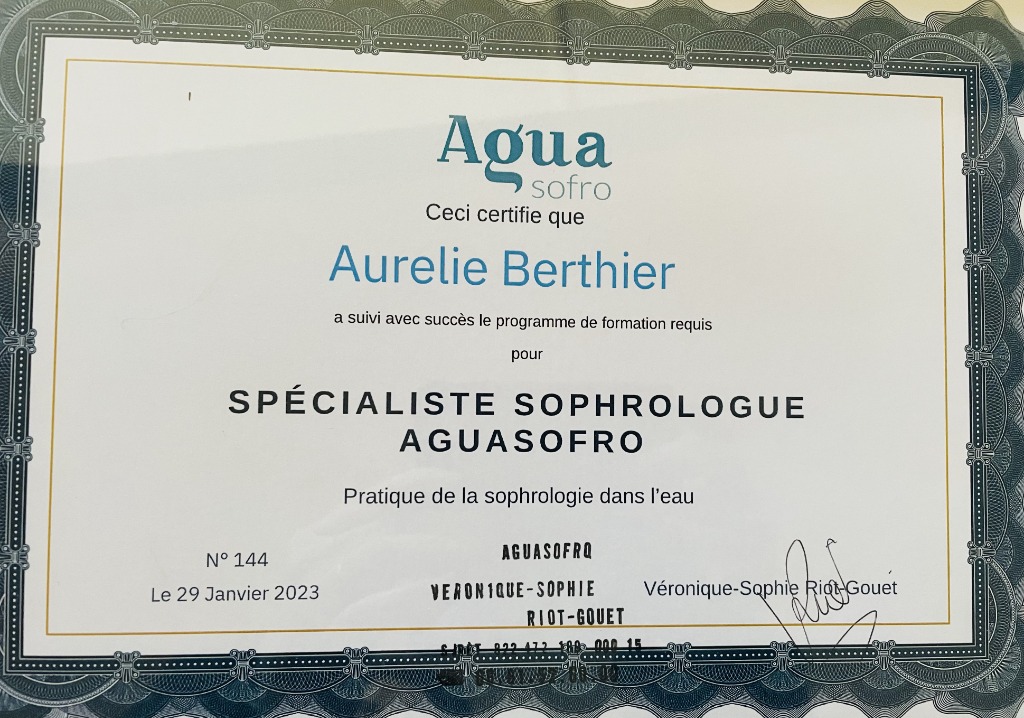 Agua
sofro
Ceci certifie que
Aurelie Berthier
a suivi avec succès le programme de formation requis
pour
SPÉCIALISTE SOPHROLOGUE
AGUASOFRO
Pratique de la sophrologie dans l'eau
N° 144
Le 29 Janvier 2023
AGUASOFRO
VERONIQUE-SOPHIE
RIOT-GOUET
Véronique-Sophie Riot-Gouet